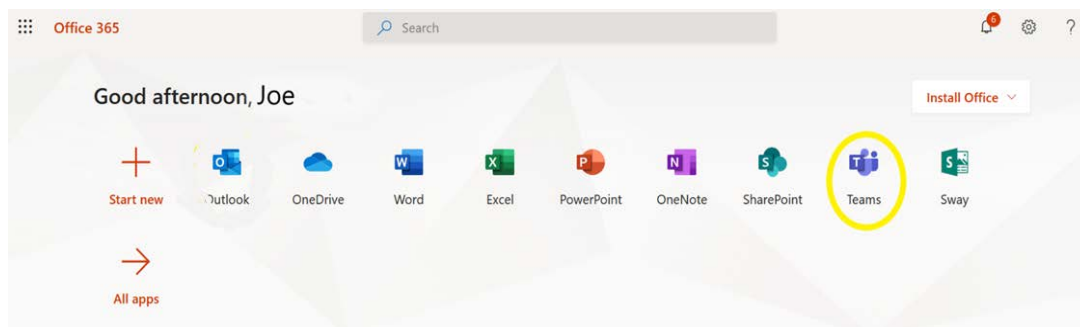 Office 365
Search
6
?
Good afternoon, Joe
Install Office
Start new
Outlook
OneDrive
Word
Excel
PowerPoint
OneNote
SharePoint
Teams
Sway
All apps